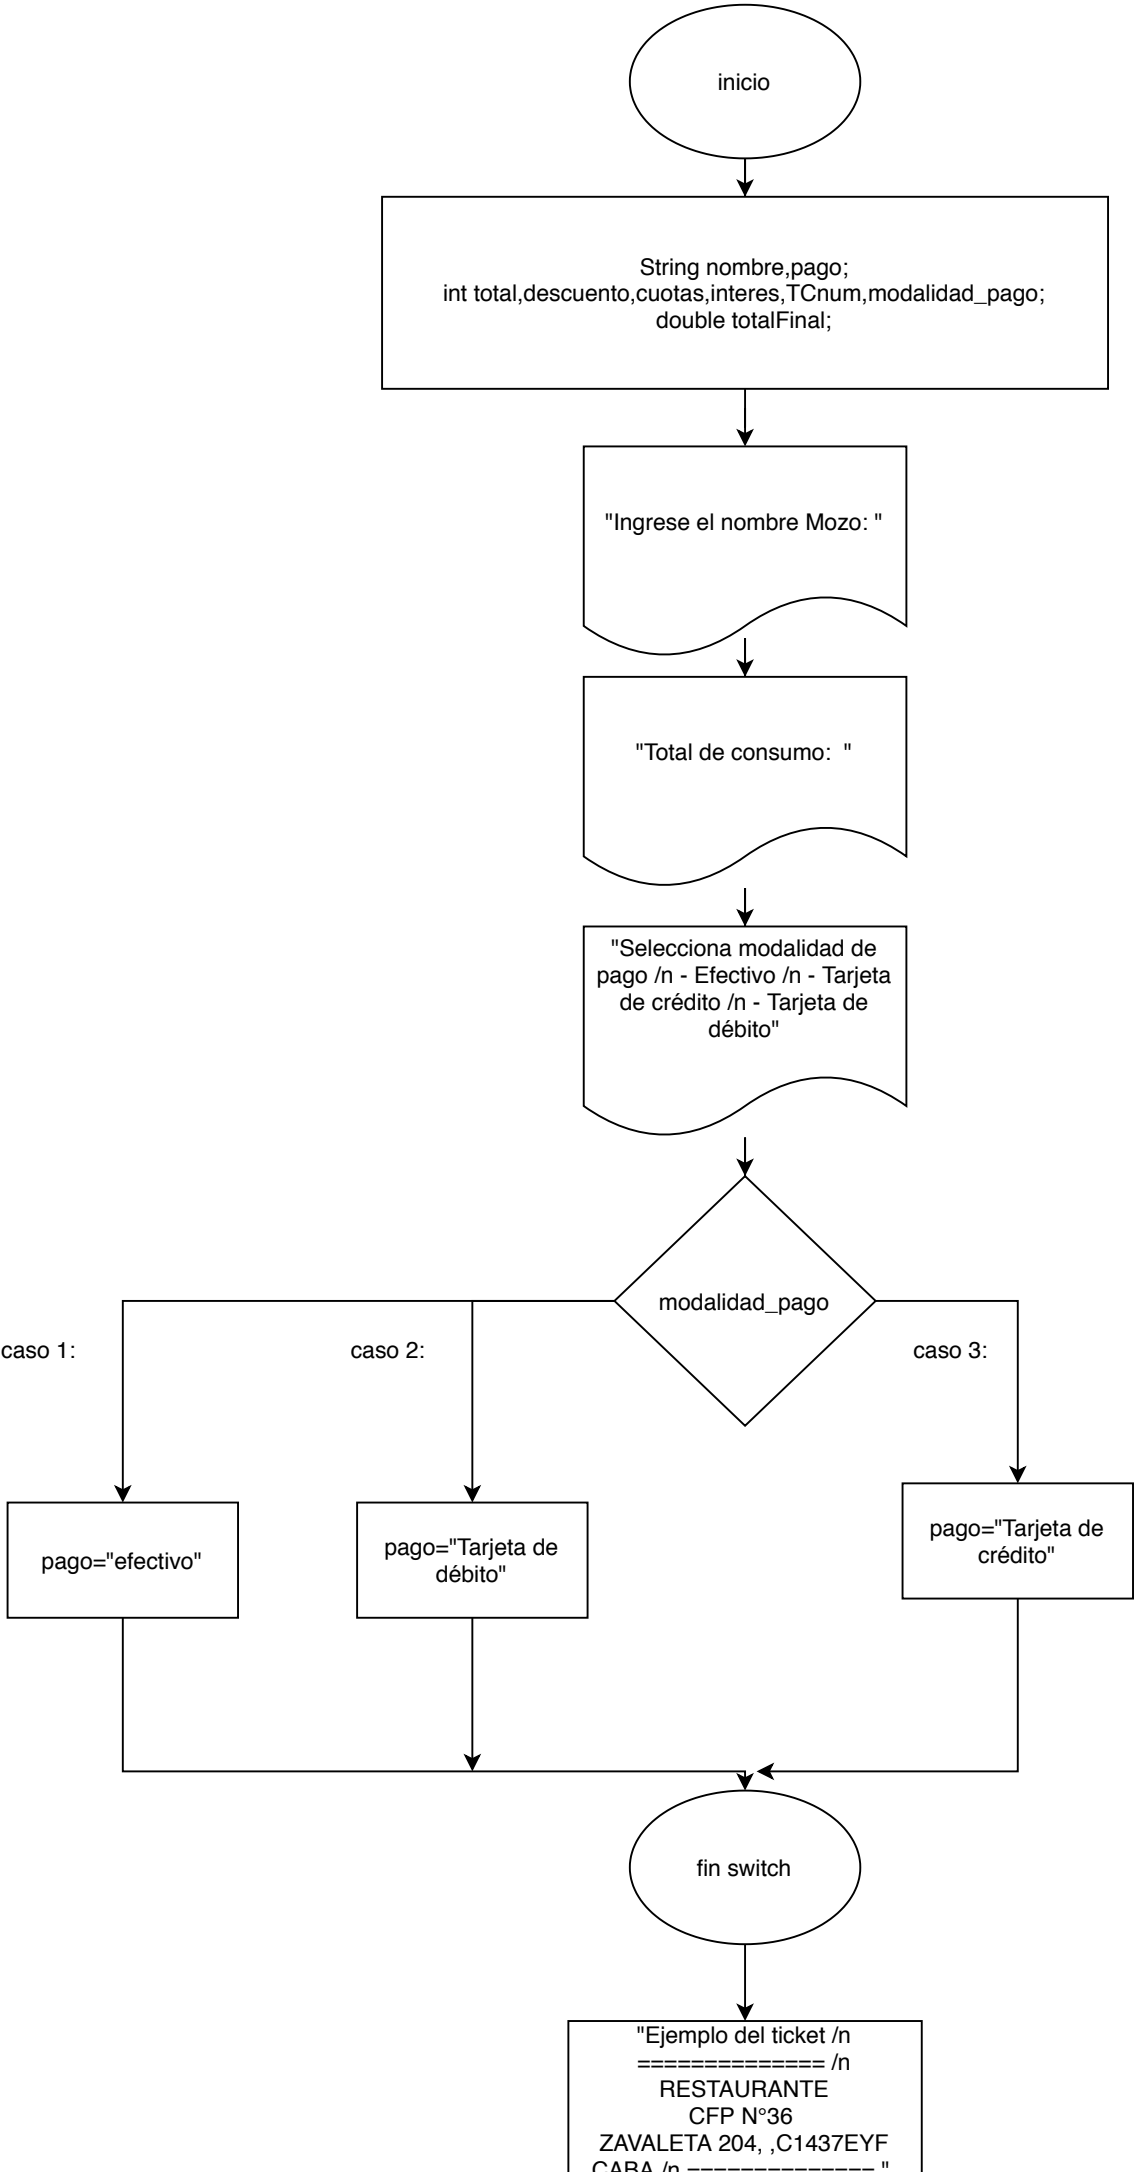 inicio
String nombre,pago;
int total,descuento,cuotas,interes,TCnum,modalidad_pago;
double totalFinal;
"Ingrese el nombre Mozo: "
"Total de consumo:  "
"Selecciona modalidad de
pago /n - Efectivo /n - Tarjeta
de crédito /n - Tarjeta de
débito"
modalidad_pago
caso 1:
caso 2:
caso 3:
pago="efectivo"
pago="Tarjeta de
débito"
pago="Tarjeta de
crédito"
fin switch
"Ejemplo del ticket /n
============== /n
RESTAURANTE
CFP N°36
ZAVALETA 204, ,C1437EYF
CABA /n ============== "